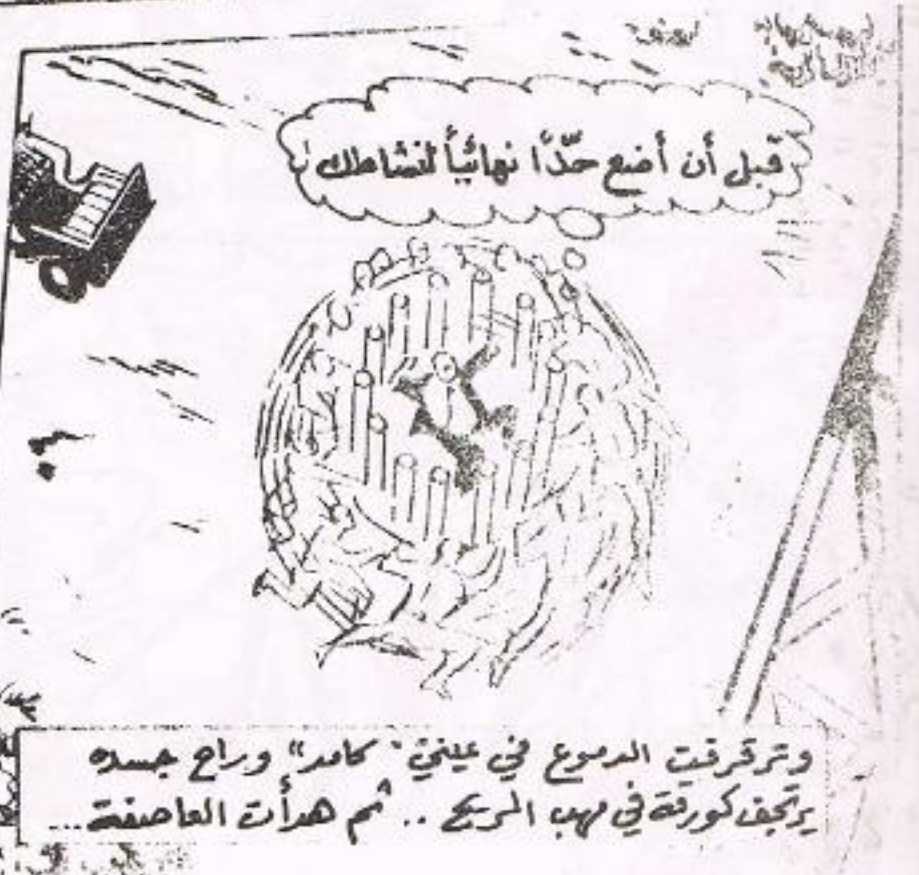 قبل أن أضع حدًّا نهائياً لنشاطك
وترقرقت الدموع في عيني "كامد" وراح جسده
يرتجف كورقة في مهب الريح .. ثم هدأت العاصفة ...